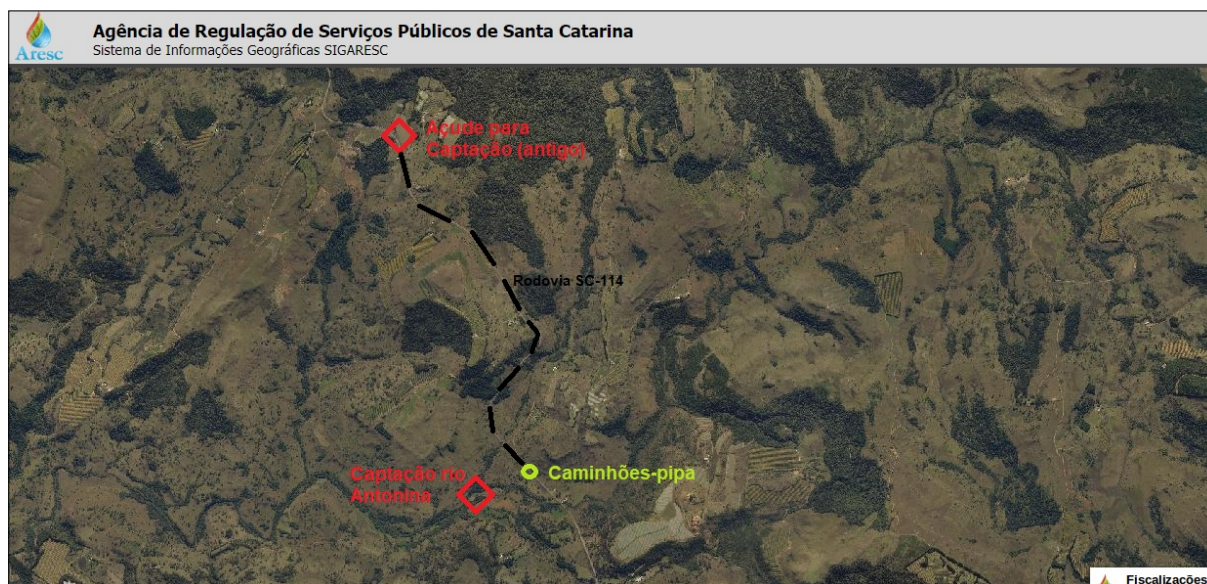 Aresc
Agência de Regulação de Serviços Públicos de Santa Catarina
Sistema de Informações Geográficas SIGARESC
Açude para
Captação (antigo)
Rodovia SC-114
Captação rio
Antonina
Caminhões-pipa
Fiscalizações